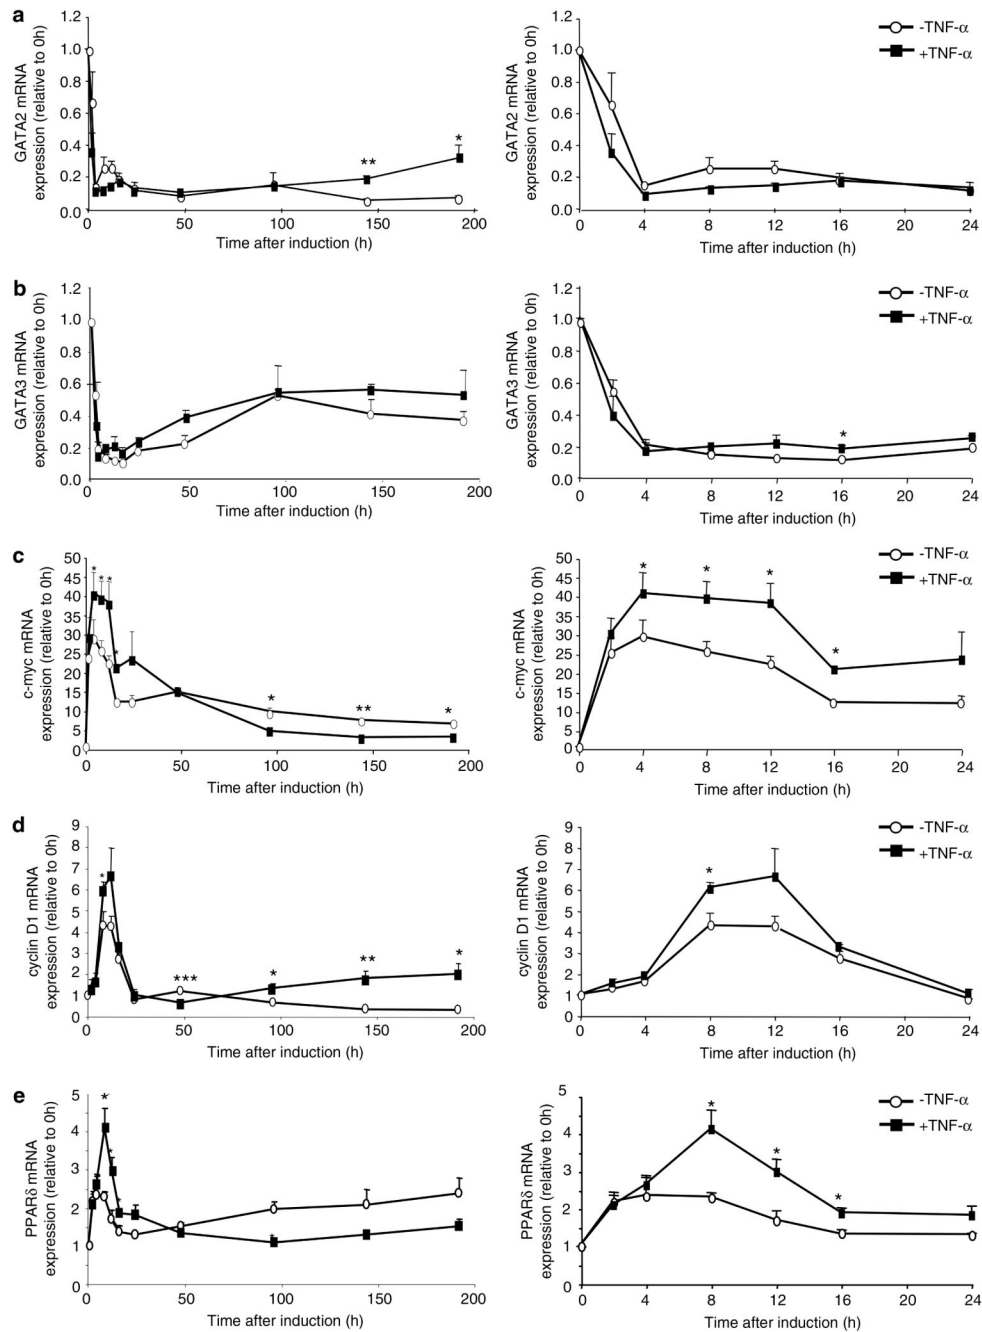 a
GATA2 mRNA
expression (relative to 0h)
1.2
1.0
0.8
0.6
0.4
0.2
0.0
** *
0 50 100 150 200
Time after induction (h)
GATA2 mRNA
expression (relative to 0h)
1.2
1.0
0.8
0.6
0.4
0.2
0.0
-TNF-α
+TNF-α
0 4 8 12 16 20 24
Time after induction (h)
b
GATA3 mRNA
expression (relative to 0h)
1.2
1.0
0.8
0.6
0.4
0.2
0.0
0 50 100 150 200
Time after induction (h)
GATA3 mRNA
expression (relative to 0h)
1.2
1.0
0.8
0.6
0.4
0.2
0.0
-TNF-α
+TNF-α
*
0 4 8 12 16 20 24
Time after induction (h)
c
c-myc mRNA
expression (relative to 0h)
50
45
40
35
30
25
20
15
10
5
0
* * *
*
* ** *
0 50 100 150 200
Time after induction (h)
c-myc mRNA
expression (relative to 0h)
50
45
40
35
30
25
20
15
10
5
0
-TNF-α
+TNF-α
* * *
*
0 4 8 12 16 20 24
Time after induction (h)
d
cyclin D1 mRNA
expression (relative to 0h)
9
8
7
6
5
4
3
2
1
0
*
*** * ** *
0 50 100 150 200
Time after induction (h)
cyclin D1 mRNA
expression (relative to 0h)
9
8
7
6
5
4
3
2
1
0
-TNF-α
+TNF-α
*
0 4 8 12 16 20 24
Time after induction (h)
e
PPARδ mRNA
expression (relative to 0h)
5
4
3
2
1
0
*
*
*
0 50 100 150 200
Time after induction (h)
PPARδ mRNA
expression (relative to 0h)
5
4
3
2
1
0
-TNF-α
+TNF-α
*
*
*
0 4 8 12 16 20 24
Time after induction (h)